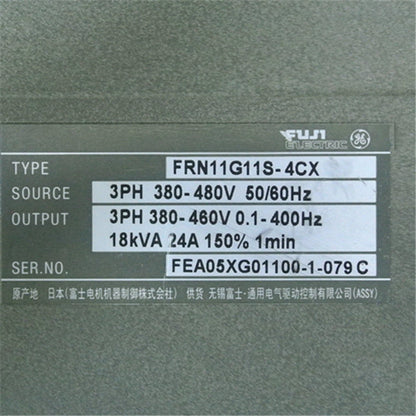 FUJI
ELECTRIC GE
TYPE FRN11G11S-4CX
SOURCE 3PH 380-480V 50/60Hz
OUTPUT 3PH 380-460V 0.1-400Hz
18kVA 24A 150% 1min
SER.NO. FEA05XG01100-1-079 C
原产地 日本(富士电机机器制御株式会社) 供货 无锡富士·通用电气驱动控制有限公司(ASSY)